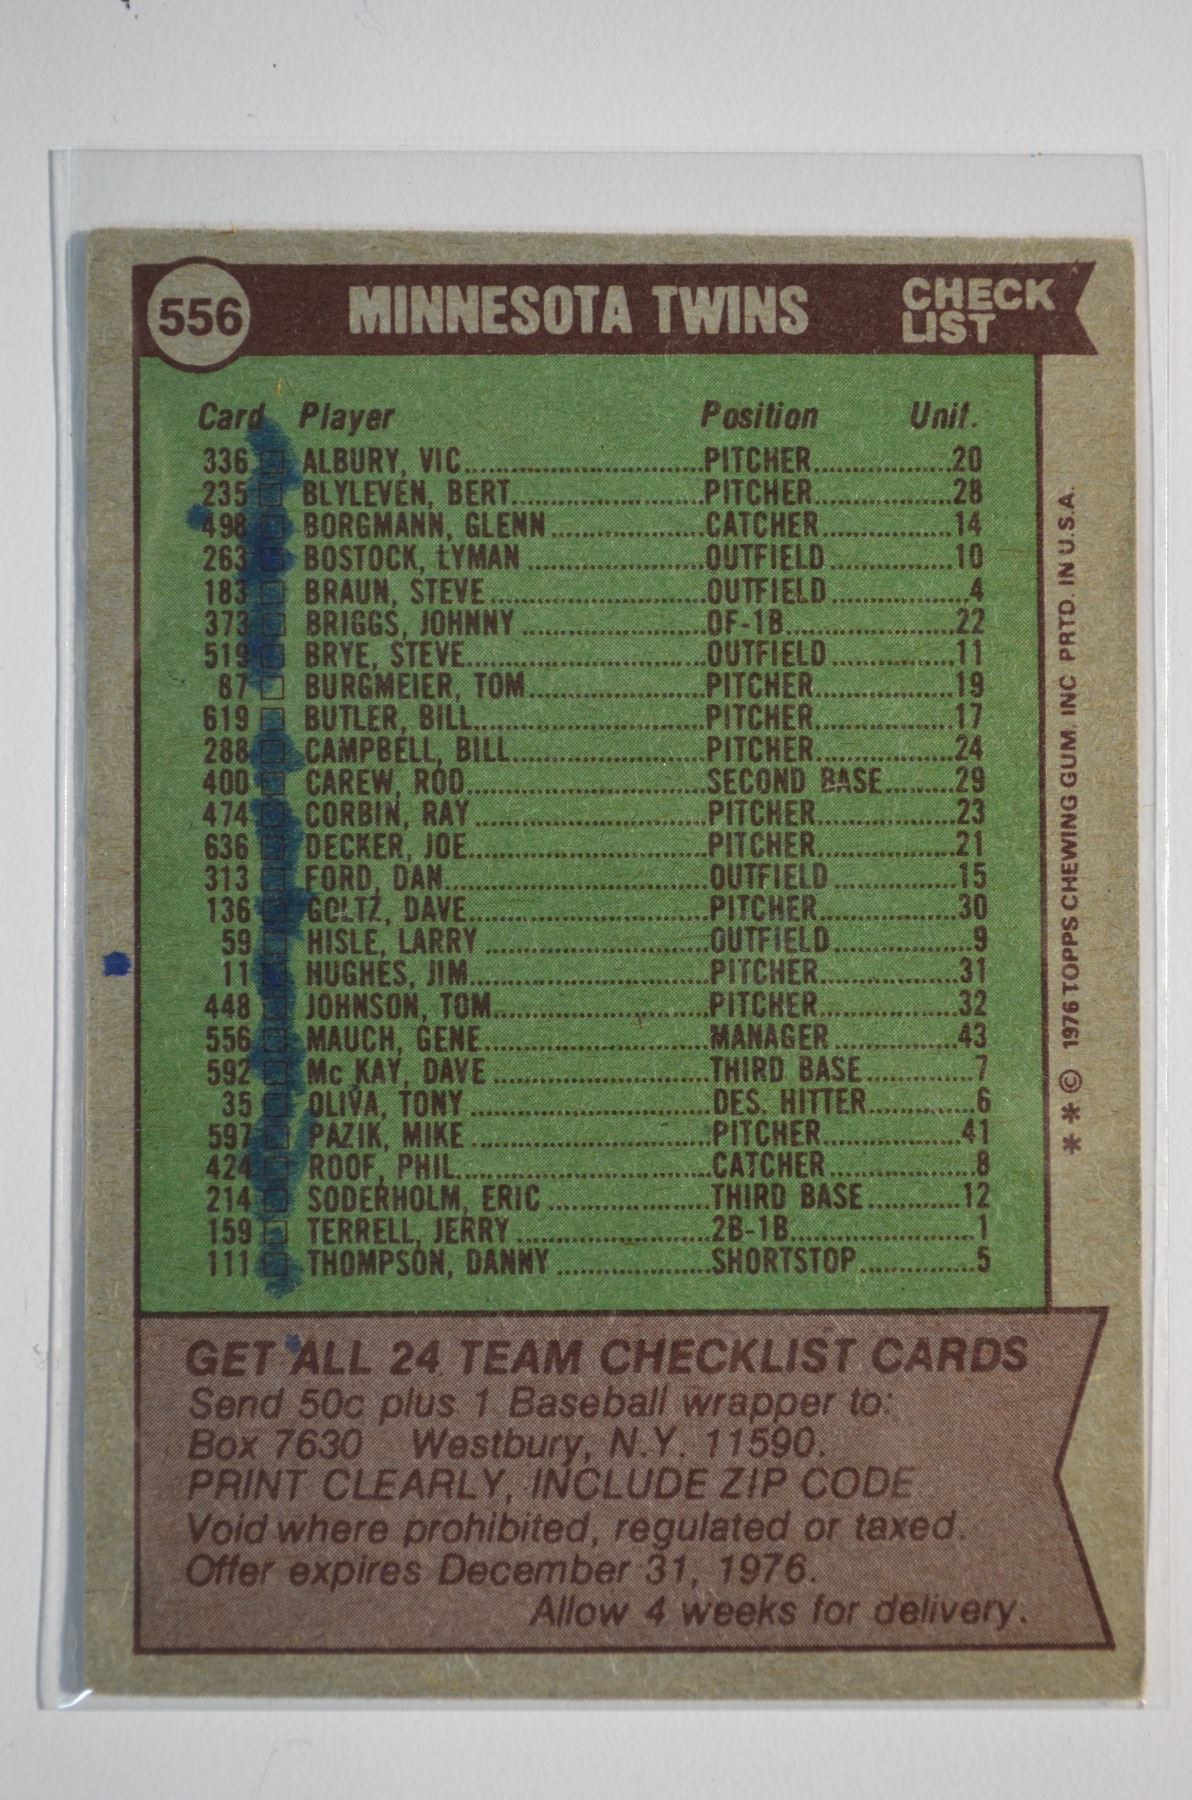 556 MINNESOTA TWINS CHECK LIST
Card Player Position Unif.
336 ALBURY, VIC PITCHER 20
235 BLYLEVEN, BERT PITCHER 28
498 BORGMANN, GLENN CATCHER 14
263 BOSTOCK, LYMAN OUTFIELD 10
183 BRAUN, STEVE OUTFIELD 4
373 BRIGGS, JOHNNY OF-1B 22
519 BRYE, STEVE OUTFIELD 11
87 BURGMEIER, TOM PITCHER 19
619 BUTLER, BILL PITCHER 17
288 CAMPBELL, BILL PITCHER 24
400 CAREW, ROD SECOND BASE 29
474 CORBIN, RAY PITCHER 23
636 DECKER, JOE PITCHER 21
313 FORD, DAN OUTFIELD 15
136 GOLTZ, DAVE PITCHER 30
59 HISLE, LARRY OUTFIELD 9
11 HUGHES, JIM PITCHER 31
448 JOHNSON, TOM PITCHER 32
556 MAUCH, GENE MANAGER 43
592 Mc KAY, DAVE THIRD BASE 7
35 OLIVA, TONY DES. HITTER 6
597 PAZIK, MIKE PITCHER 41
424 ROOF, PHIL CATCHER 8
214 SODERHOLM, ERIC THIRD BASE 12
159 TERRELL, JERRY 2B-1B 1
111 THOMPSON, DANNY SHORTSTOP 5
GET ALL 24 TEAM CHECKLIST CARDS
Send 50c plus 1 Baseball wrapper to:
Box 7630 Westbury, N.Y. 11590.
PRINT CLEARLY, INCLUDE ZIP CODE
Void where prohibited, regulated or taxed.
Offer expires December 31, 1976.
Allow 4 weeks for delivery.
** © 1976 TOPPS CHEWING GUM. INC PRTD. IN U.S.A.